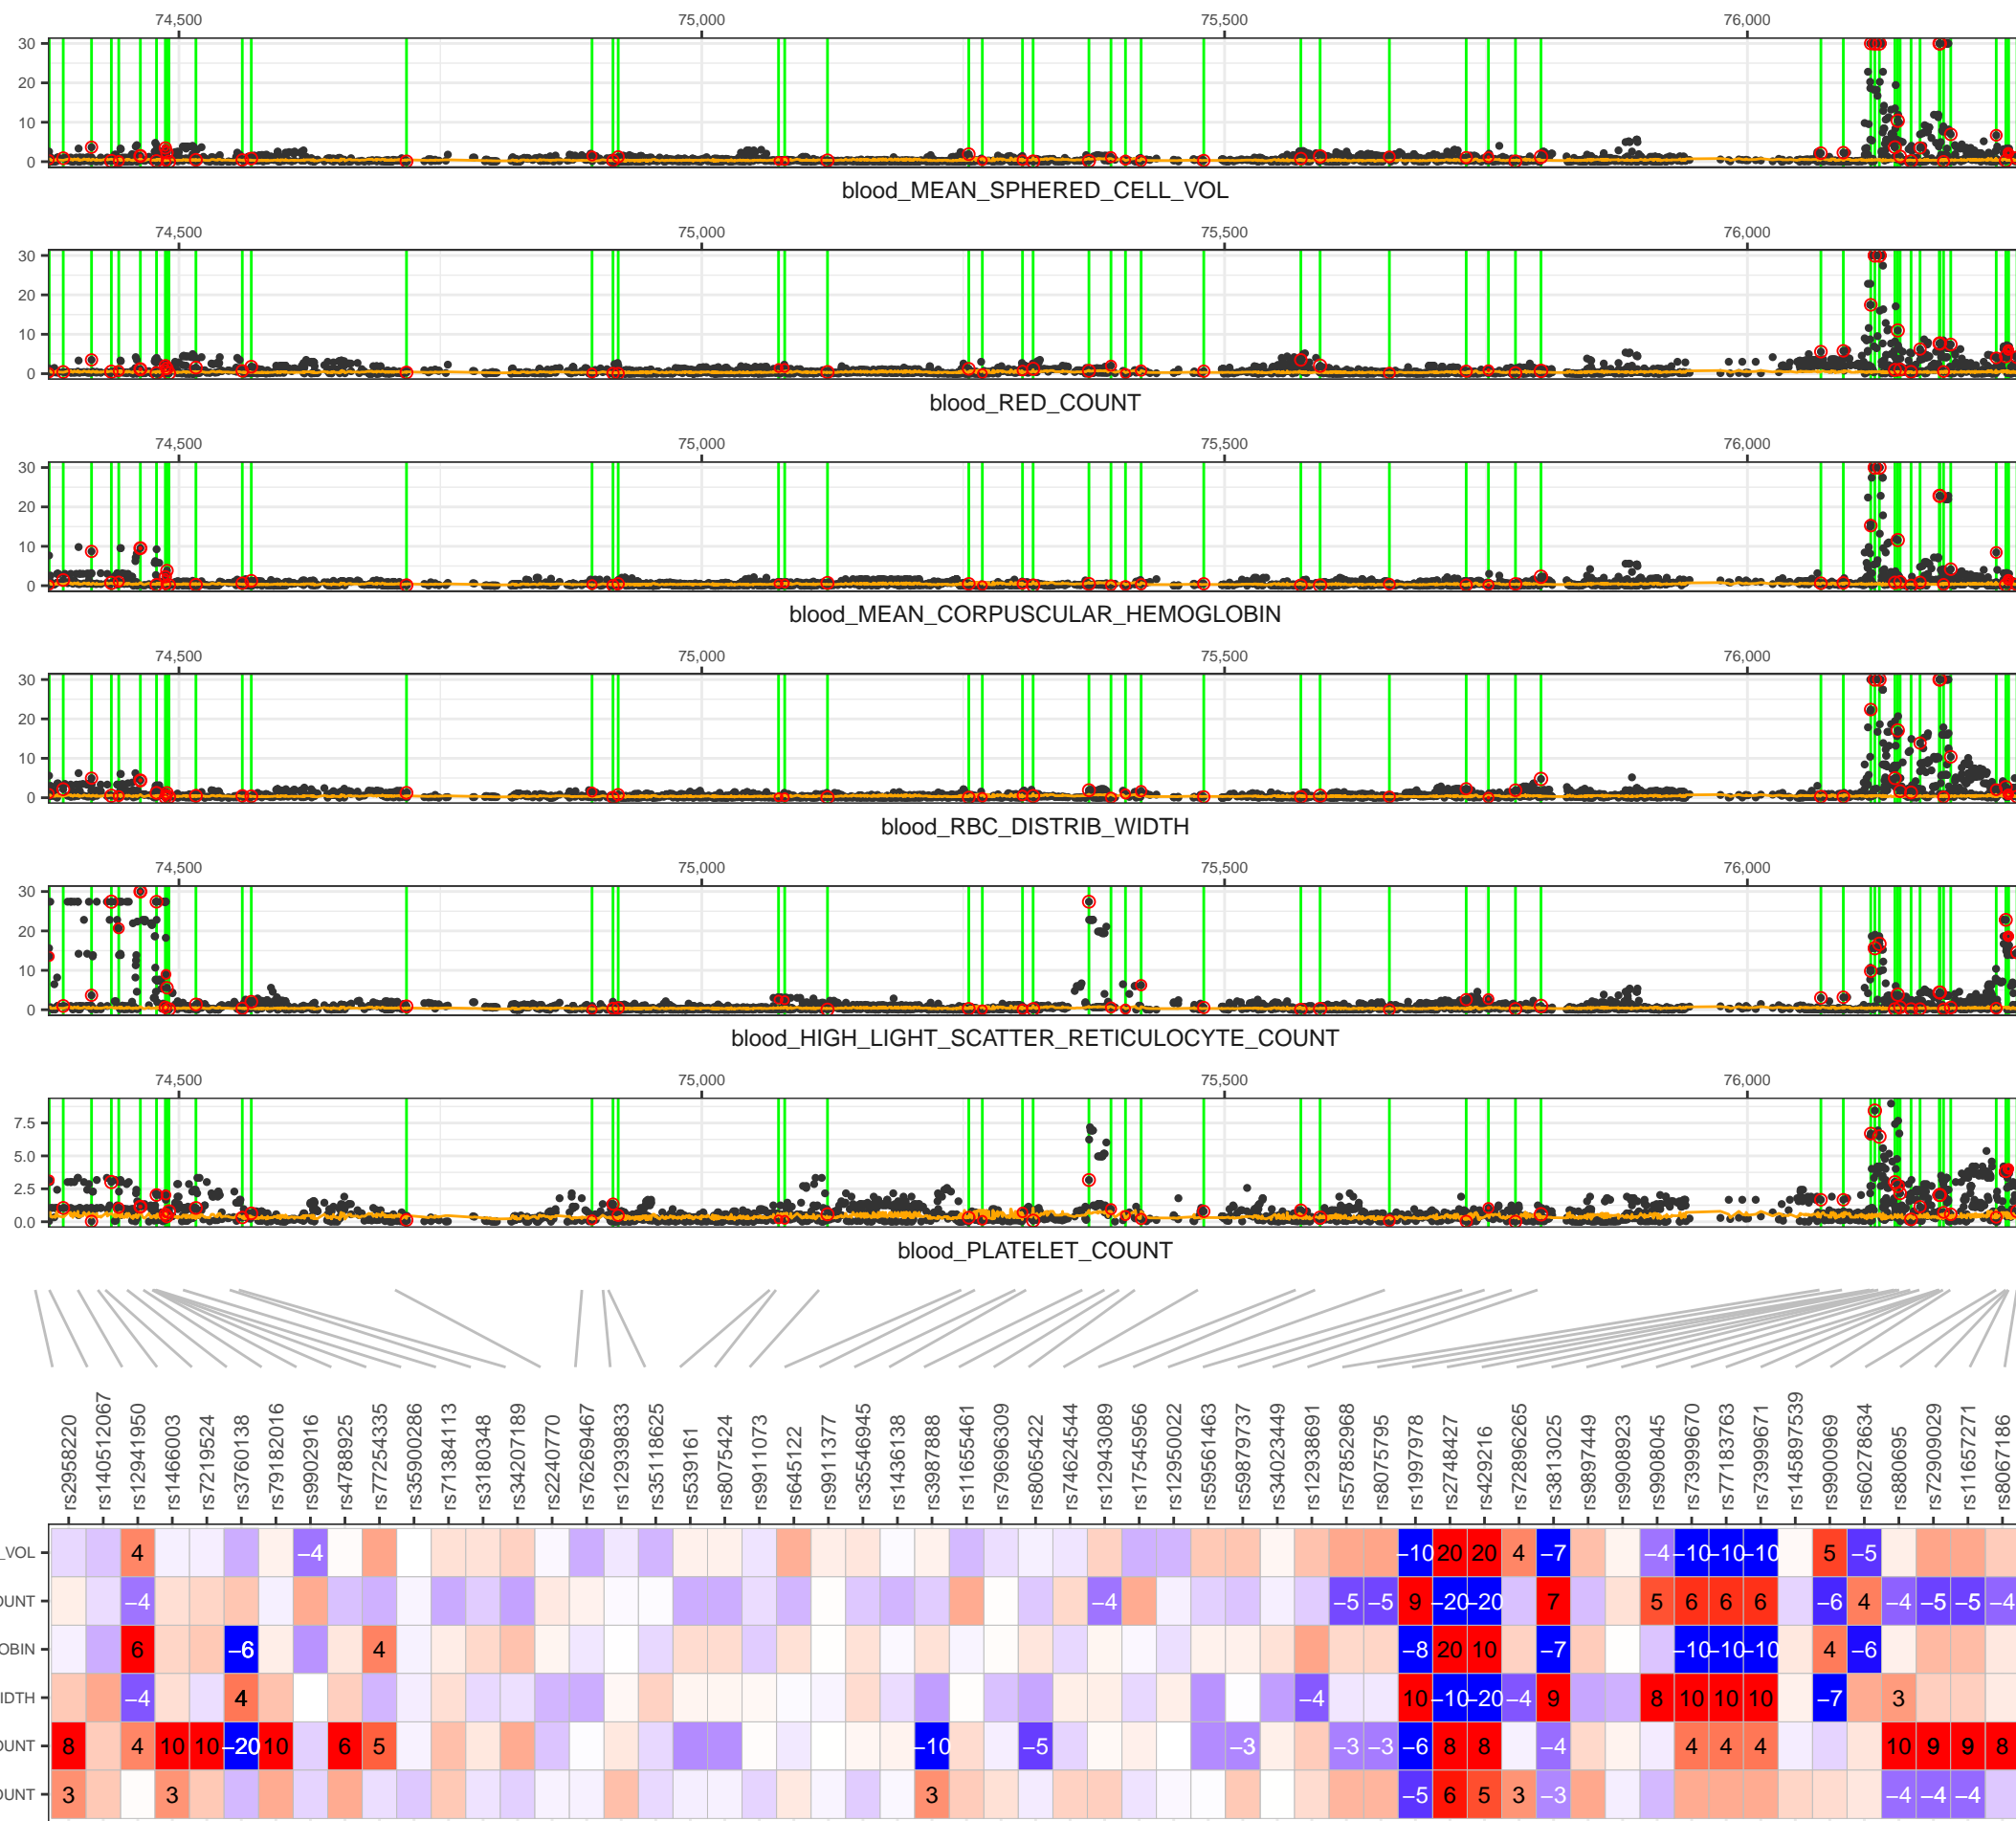 74,500 75,000 75,500 76,000
30
20
10
0
blood_MEAN_SPHERED_CELL_VOL
74,500 75,000 75,500 76,000
30
20
10
0
blood_RED_COUNT
74,500 75,000 75,500 76,000
30
20
10
0
blood_MEAN_CORPUSCULAR_HEMOGLOBIN
74,500 75,000 75,500 76,000
30
20
10
0
blood_RBC_DISTRIB_WIDTH
74,500 75,000 75,500 76,000
30
20
10
0
blood_HIGH_LIGHT_SCATTER_RETICULOCYTE_COUNT
74,500 75,000 75,500 76,000
7.5
5.0
2.5
0.0
blood_PLATELET_COUNT
rs2958220
rs140512067
rs12941950
rs11466003
rs7219524
rs3760138
rs79182016
rs9902916
rs4788925
rs77254335
rs35900286
rs71384113
rs3180348
rs34207189
rs2240770
rs76269467
rs12939833
rs35118625
rs539161
rs80754424
rs9911073
rs6451122
rs9911377
rs35546945
rs1436138
rs3987888
rs11655461
rs79696309
rs8065422
rs74624544
rs12943089
rs17545956
rs12950022
rs59561463
rs59879737
rs34023449
rs12938691
rs57852968
rs8075795
rs1997978
rs2748427
rs429216
rs72896265
rs3813025
rs9897449
rs9908923
rs9908045
rs73999670
rs77183763
rs73999671
rs145897539
rs9900969
rs60278634
rs880695
rs72909029
rs11657271
rs8067186
_VOL 4 −4 −10 20 20 4 −7 −4 −10 −10 −10 5 −5
OUNT −4 −4 −5 −5 9 −20 −20 7 5 6 6 6 −6 4 −4 −5 −5 −4
OBIN 6 −6 4 −8 20 10 −7 −10 −10 −10 4 −6
IDTH −4 4 −4 10 −10 −20 −4 9 8 10 10 10 −7 3
OUNT 8 4 10 10 −20 10 6 5 −10 −5 −3 −3 −3 −6 8 8 −4 4 4 4 10 9 9 8
OUNT 3 3 3 −5 6 5 3 −3 −4 −4 −4